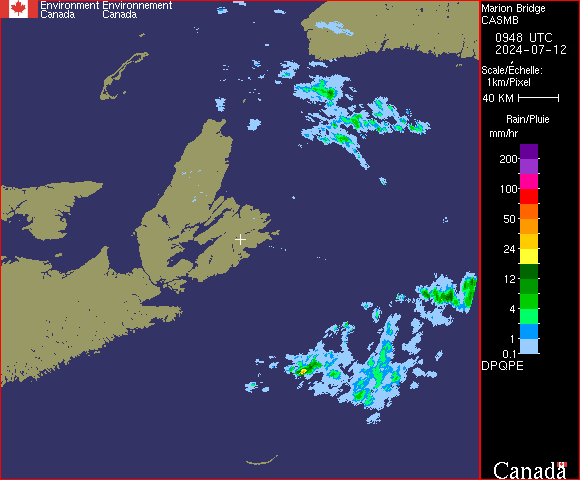 Environment Environnement
Canada Canada
Marion Bridge
CASMB
0948 UTC
2024-07-12
Scale/Échelle:
1km/Pixel
40 KM
Rain/Pluie
mm/hr
200
100
50
24
12
4
1
0.1
DPQPE
Canada